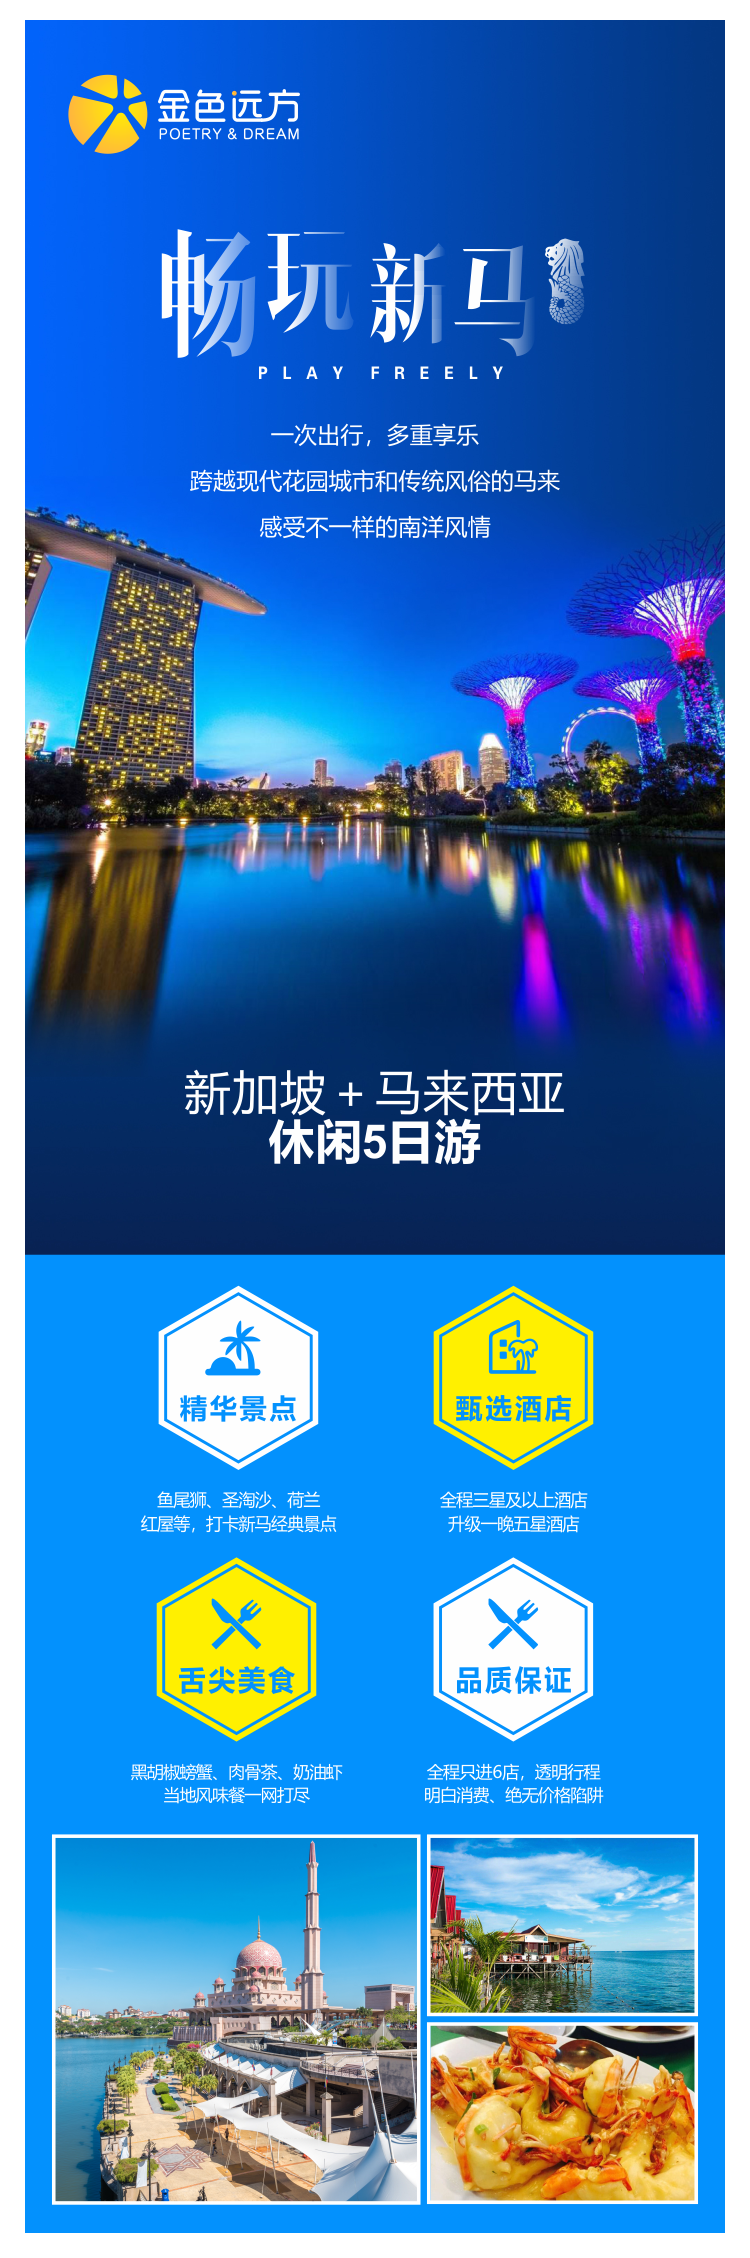 金色远方
POETRY & DREAM
畅玩新马
PLAY FREELY
一次出行，多重享乐
跨越现代花园城市和传统风俗的马来
感受不一样的南洋风情
新加坡 + 马来西亚
休闲5日游
精华景点
鱼尾狮、圣淘沙、荷兰
红屋等，打卡新马经典景点
甄选酒店
全程三星及以上酒店
升级一晚五星酒店
舌尖美食
黑胡椒螃蟹、肉骨茶、奶油虾
当地风味餐一网打尽
品质保证
全程只进6店，透明行程
明白消费、绝无价格陷阱